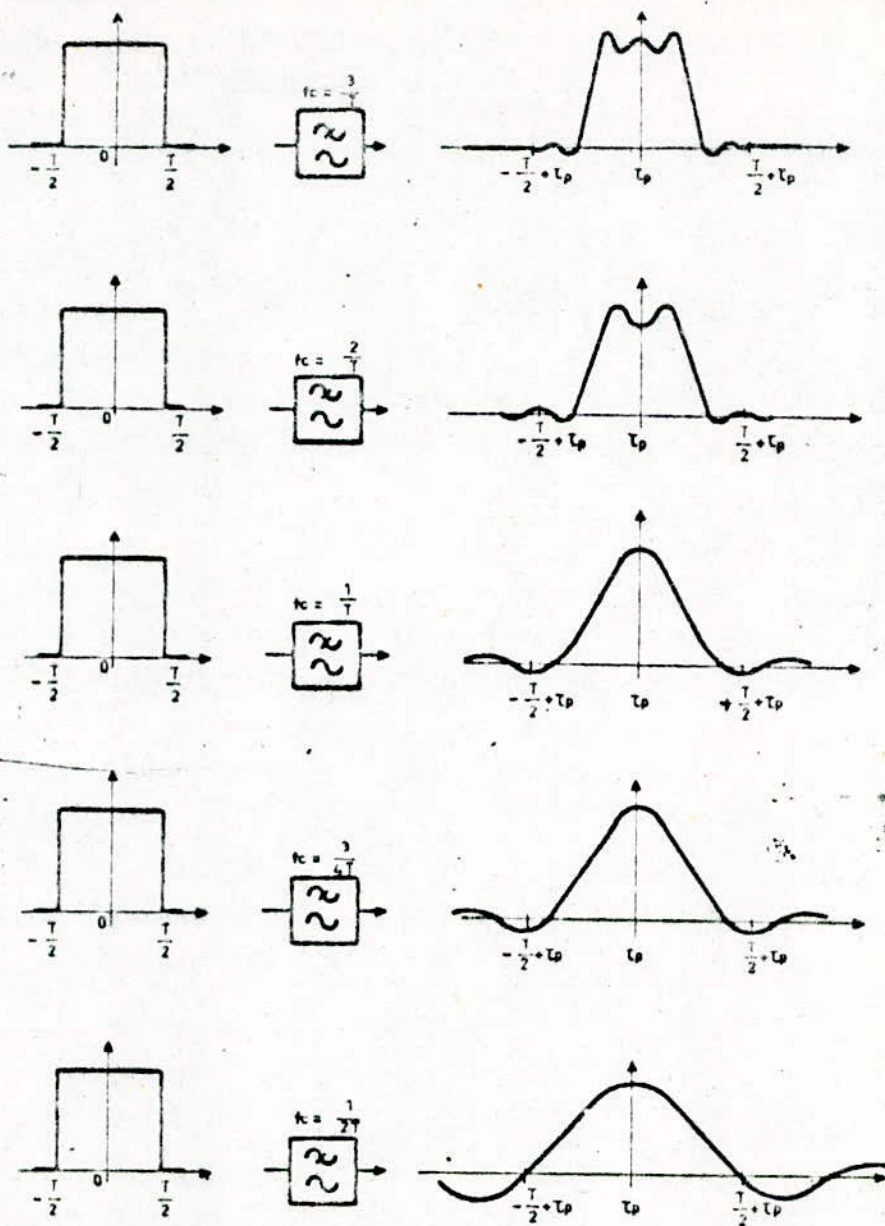 fc = 3/T
0
-T/2 T/2 -T/2 + τp τp T/2 + τp
fc = 2/T
0
-T/2 T/2 -T/2 + τp τp T/2 + τp
fc = 1/T
0
-T/2 T/2 -T/2 + τp τp + T/2 + τp
fc = 3/4T
0
-T/2 T/2 -T/2 + τp τp T/2 + τp
fc = 1/2T
0
-T/2 T/2 -T/2 + τp τp T/2 + τp